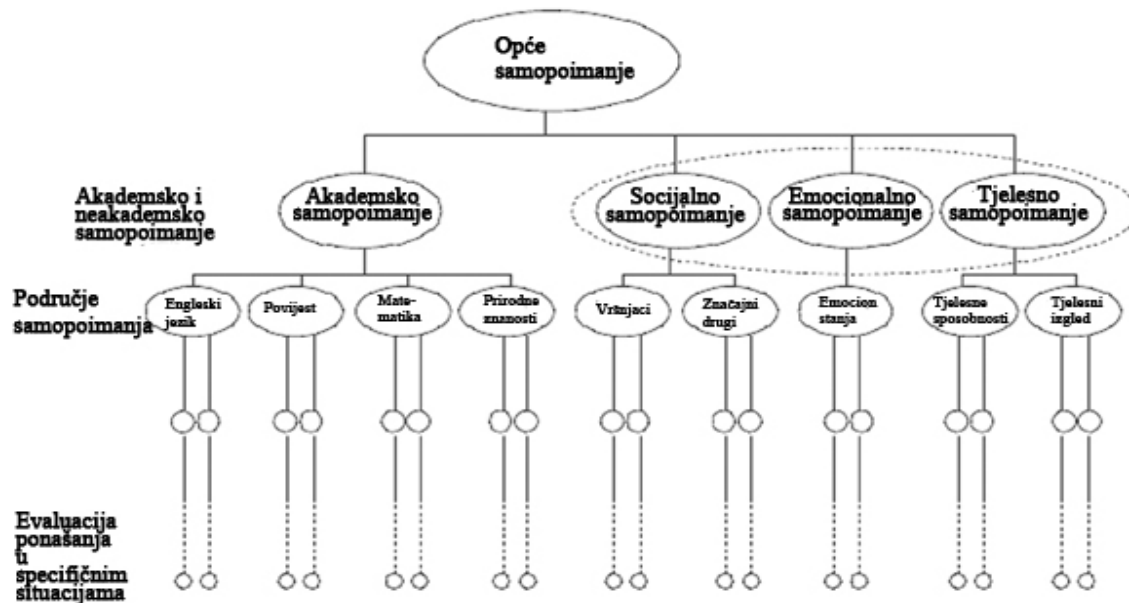 Opće
samopoimanje
Akademsko i
neakademsko
samopoimanje
Akademsko
samopoimanje
Socijalno
samopoimanje
Emocionalno
samopoimanje
Tjelesno
samopoimanje
Područje
samopoimanja
Engleski
jezik
Povijest
Mate-
matika
Prirodne
znanosti
Vršnjaci
Značajni
drugi
Emocion
stanja
Tjelesne
sposobnosti
Tjelesni
izgled
Evaluacija
ponašanja
u
specifičnim
situacijama